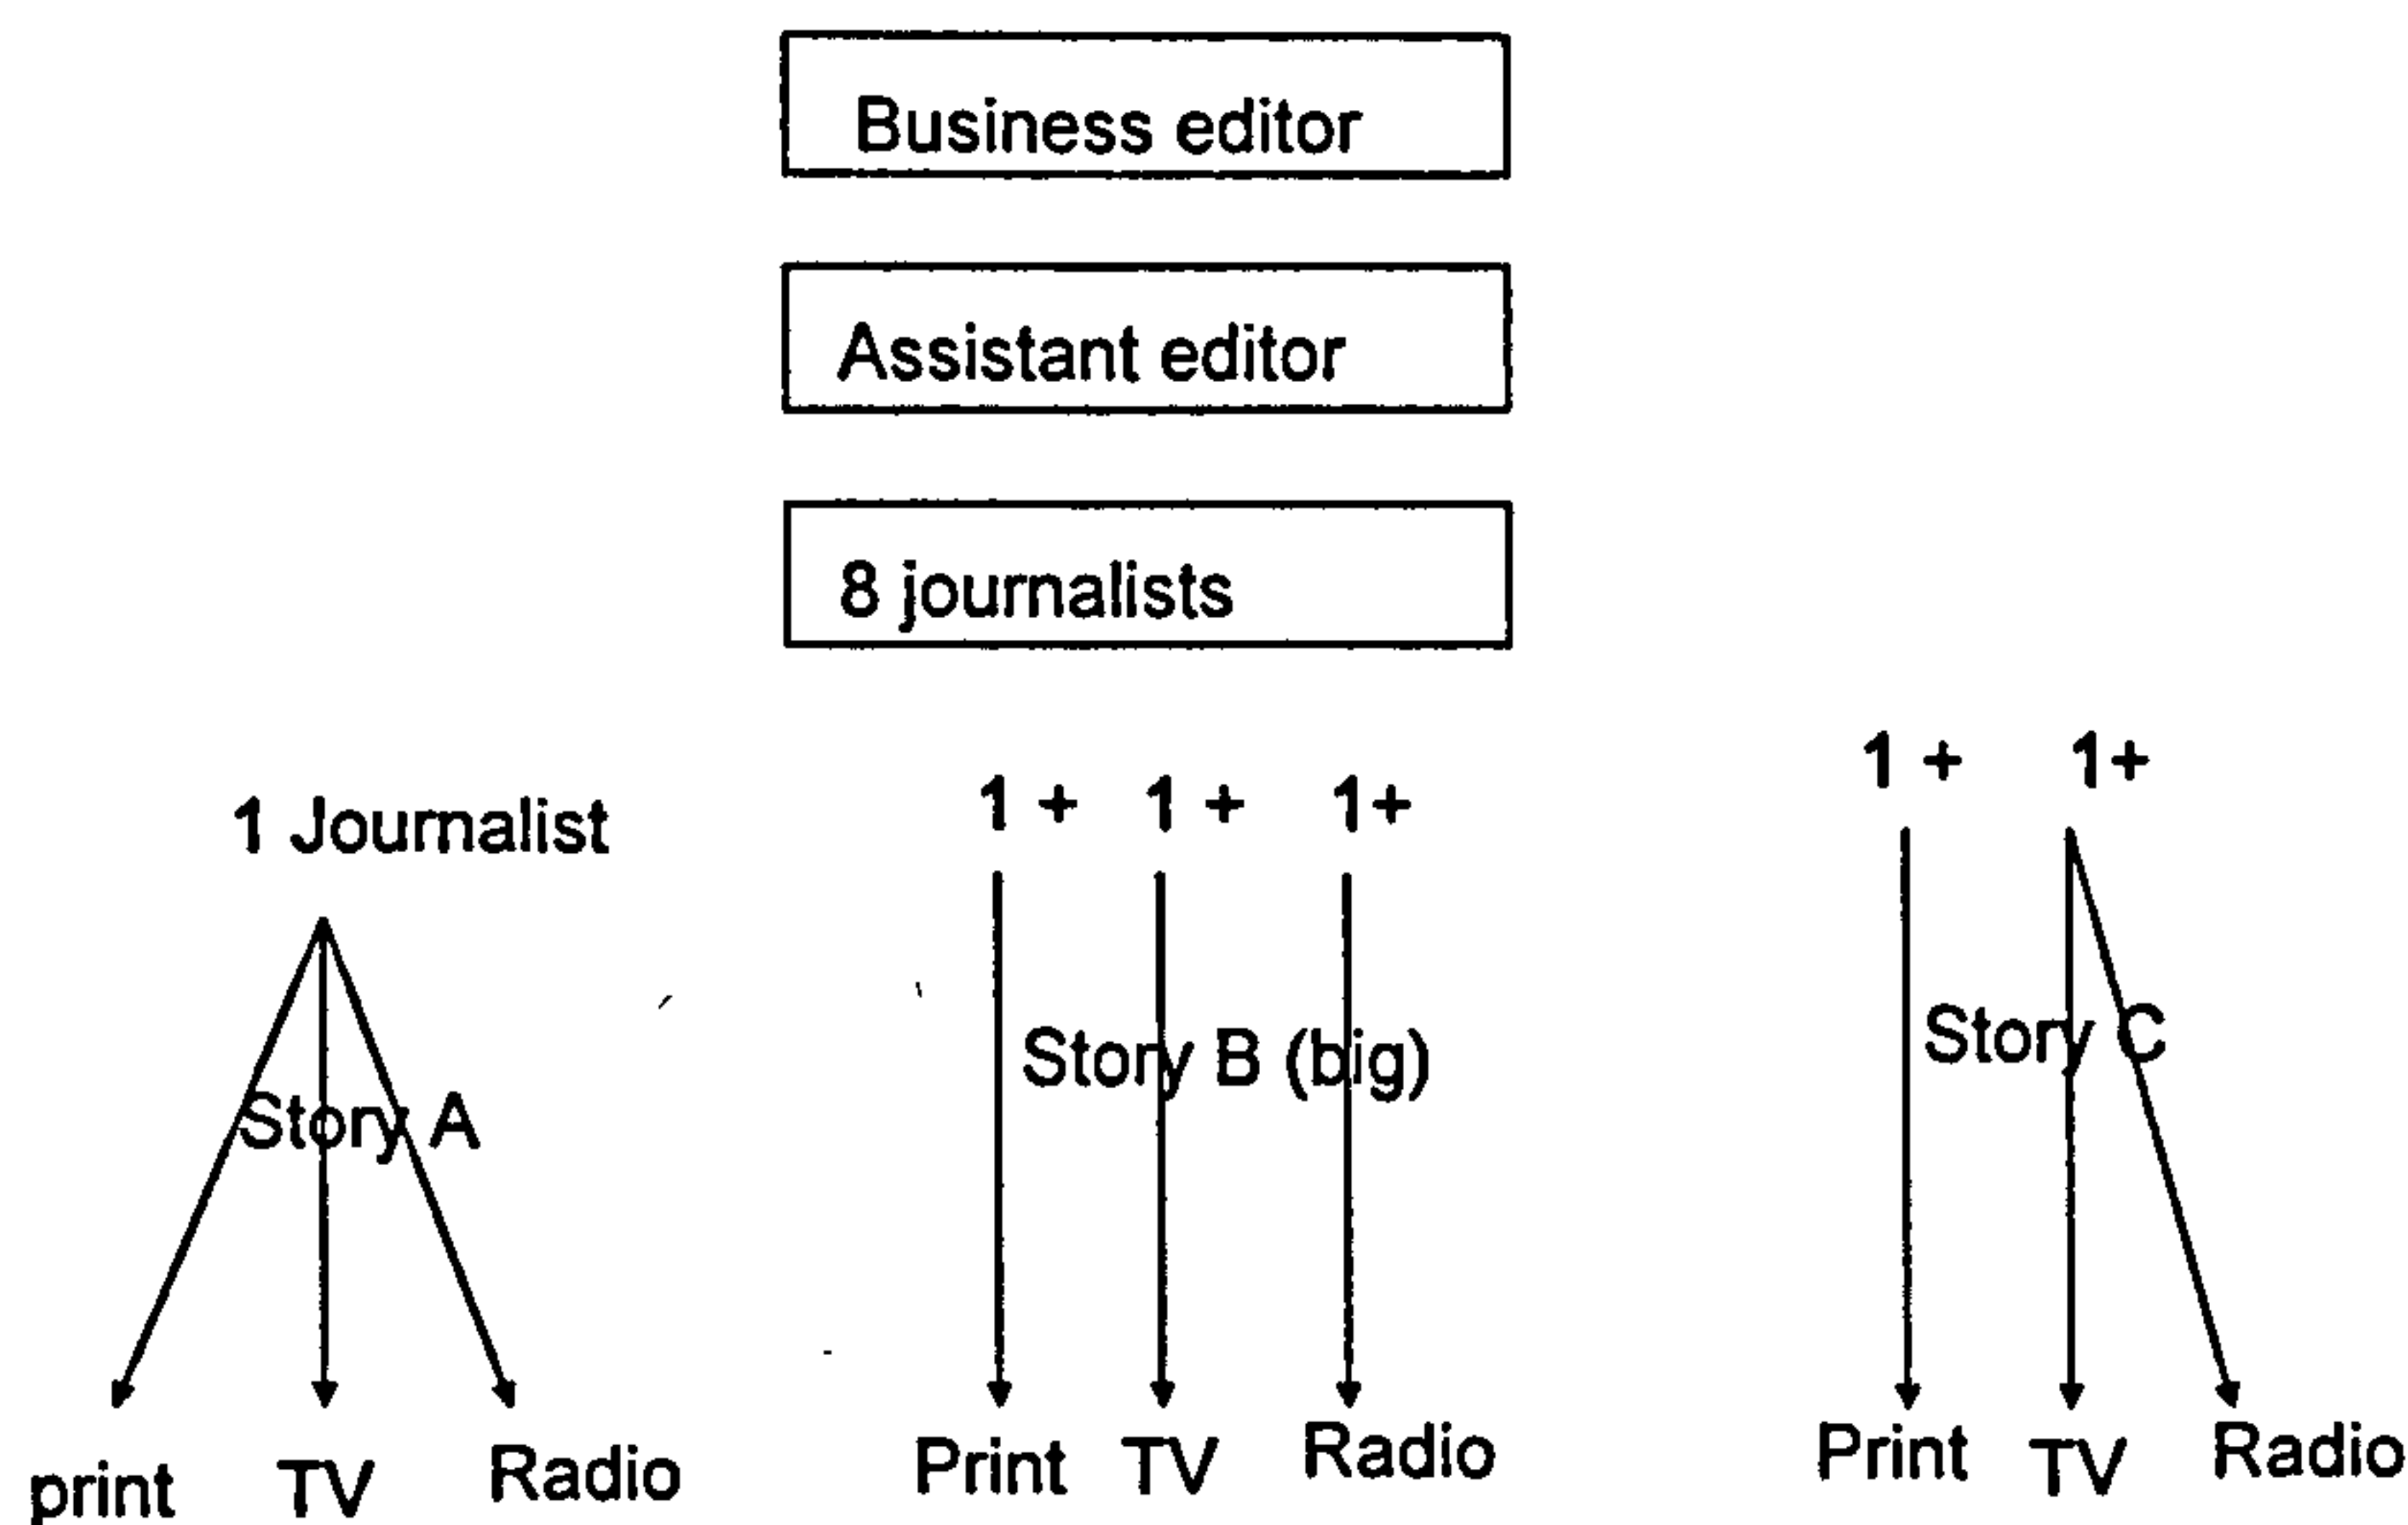 Business editor
Assistant editor
8 journalists
1 Journalist
Story A
print TV Radio
1 + 1 + 1+
Story B (big)
Print TV Radio
1 + 1+
Story C
Print TV Radio